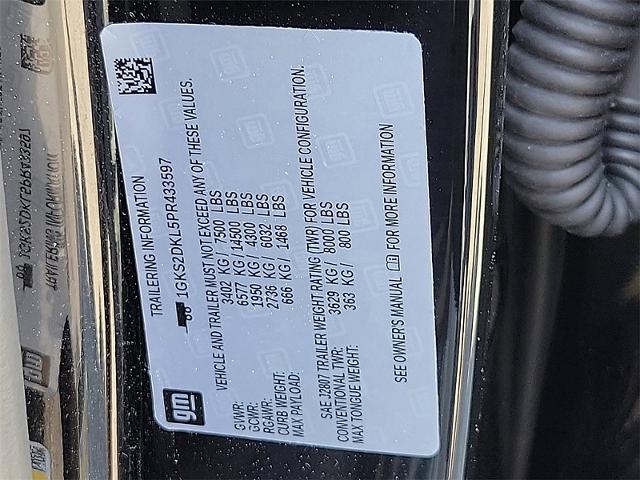 TRAILERING INFORMATION
1GKS2DKL5PR433597
VEHICLE AND TRAILER MUST NOT EXCEED ANY OF THESE VALUES.
GVWR: 3402 KG / 7500 LBS
GCWR: 6577 KG / 14500 LBS
RGAWR: 1950 KG / 4300 LBS
CURB WEIGHT: 2736 KG / 6032 LBS
MAX PAYLOAD: 666 KG / 1468 LBS
SAE J2807 TRAILER WEIGHT RATING (TWR) FOR VEHICLE CONFIGURATION.
CONVENTIONAL TWR: 3629 KG / 8000 LBS
MAX TONGUE WEIGHT: 363 KG / 800 LBS
SEE OWNER'S MANUAL FOR MORE INFORMATION
gm